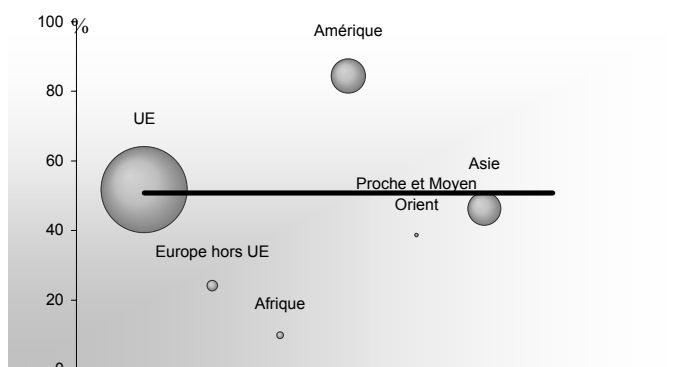 100 %
Amérique
80
UE
60
Asie
Proche et Moyen
Orient
40
Europe hors UE
Afrique
20
0